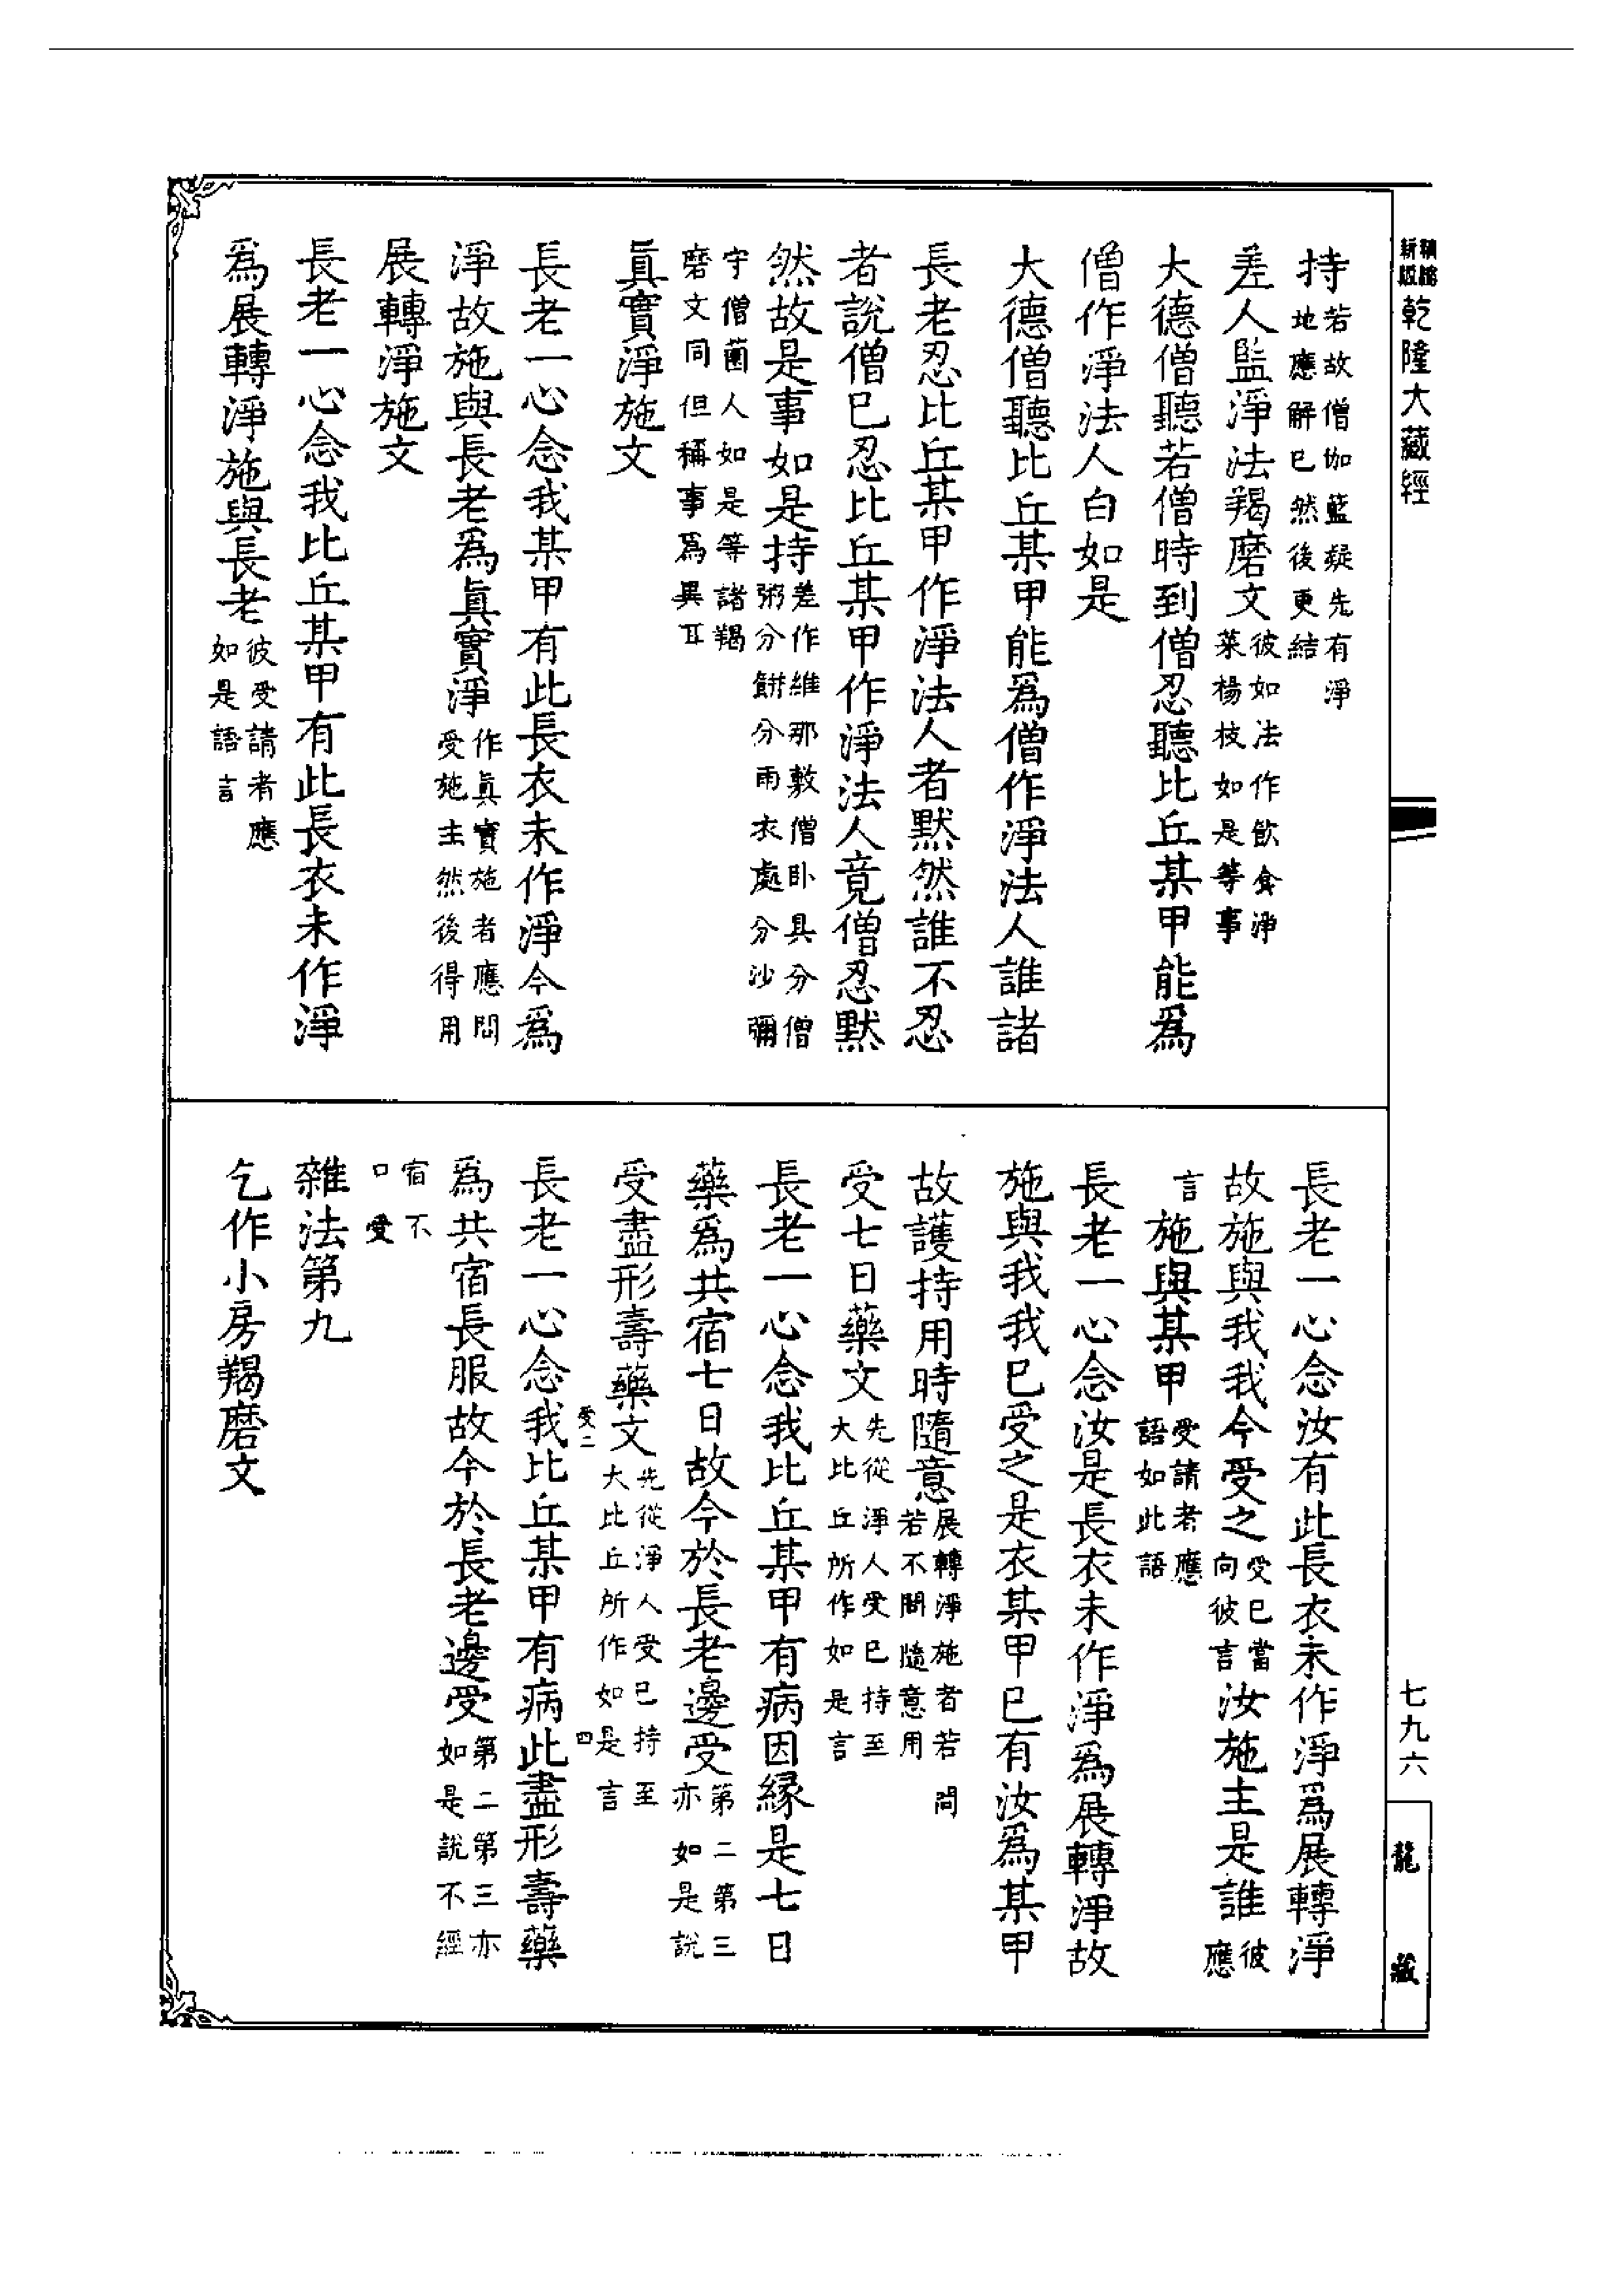 新版精縮乾隆大藏經
持若故僧伽籃疑先有淨地應解已然後更結
差人監淨法羯磨文彼如法作飲食淨菜楊枝如是等事
大德僧聽若僧時到僧忍聽比丘某甲能爲
僧作淨法人白如是
大德僧聽比丘某甲能爲僧作淨法人誰諸
長老忍比丘某甲作淨法人者默然誰不忍
者說僧已忍比丘某甲作淨法人竟僧忍默
然故是事如是持差作維那敷僧卧具分僧粥分餅分雨衣處分沙彌
守僧園人如是等諸羯磨文同但稱事爲異耳
眞實淨施文
長老一心念我某甲有此長衣未作淨今爲
淨故施與長老爲眞實淨作眞實施者應問受施主然後得用
展轉淨施文
長老一心念我比丘某甲有此長衣未作淨
爲展轉淨施與長老彼受請者應如是語言
長老一心念汝有此長衣未作淨爲展轉淨
故施與我我今受之受已當向彼言汝施主是誰彼應
言施與某甲受請者應語如此語
長老一心念汝是長衣未作淨爲展轉淨故
施與我我已受之是衣某甲已有汝爲某甲
故護持用時隨意展轉淨施者若問若不問隨意用
受七日藥文先從淨人受已持至大比丘所作如是言
長老一心念我比丘某甲有病因緣是七日
藥爲共宿七日故今於長老邊受第二第三亦如是說
受盡形壽藥文先從淨人受已持至大比丘所作如是言
受二 四
長老一心念我比丘某甲有病此盡形壽藥
爲共宿長服故今於長老邊受第二第三亦如是說不經
宿不口受
雜法第九
乞作小房羯磨文
七九六
龍藏